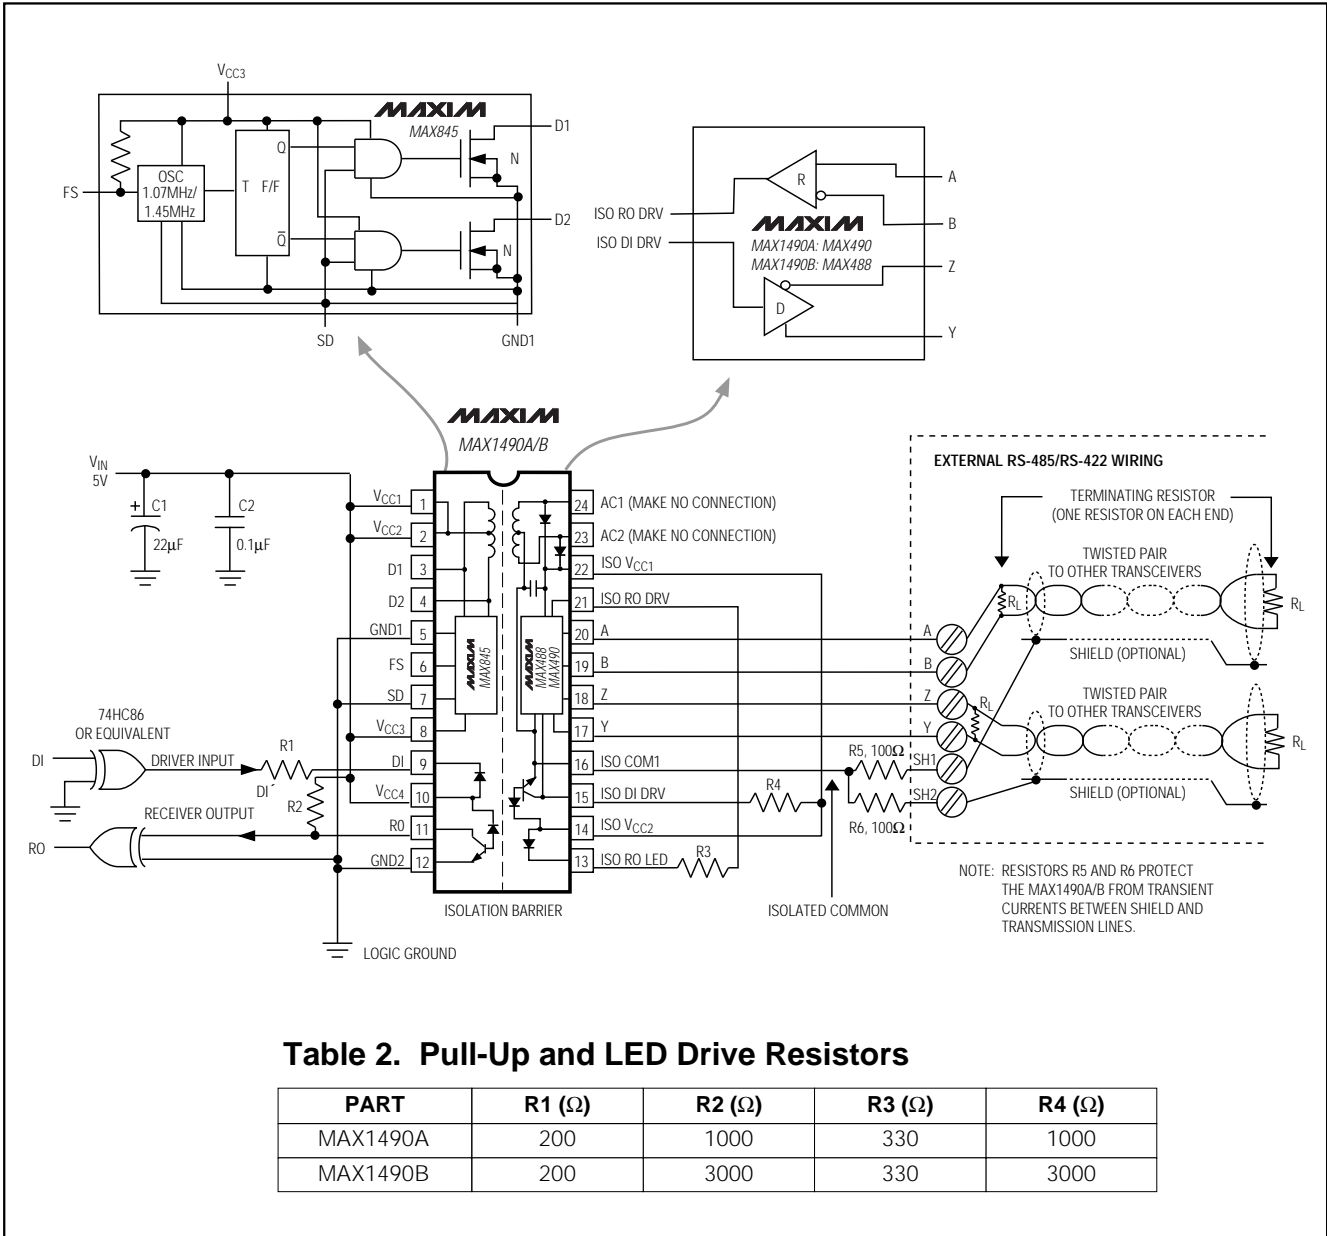 VCC3
MAXIM
MAX845
D1
Q
N
FS
OSC
1.07MHz/
1.45MHz
T F/F
D2
Q̅
N
SD
GND1
A
R
ISO RO DRV
B
MAXIM
ISO DI DRV
MAX1490A: MAX490
MAX1490B: MAX488
Z
D
Y
MAXIM
MAX1490A/B
VIN
5V
+
C1
22µF
C2
0.1µF
VCC1
1
VCC2
2
D1
3
D2
4
GND1
5
FS
6
SD
7
VCC3
8
DI
9
VCC4
10
RO
11
GND2
12
MAXIM
MAX845
MAXIM
MAX488
MAX490
24
AC1 (MAKE NO CONNECTION)
23
AC2 (MAKE NO CONNECTION)
22
ISO VCC1
21
ISO RO DRV
20
A
19
B
18
Z
17
Y
16
ISO COM1
15
ISO DI DRV
14
ISO VCC2
13
ISO RO LED
74HC86
OR EQUIVALENT
DI
DRIVER INPUT
R1
DI´
R2
RECEIVER OUTPUT
RO
ISOLATION BARRIER
LOGIC GROUND
R3
R4
R5, 100Ω
R6, 100Ω
ISOLATED COMMON
EXTERNAL RS-485/RS-422 WIRING
TERMINATING RESISTOR
(ONE RESISTOR ON EACH END)
TWISTED PAIR
TO OTHER TRANSCEIVERS
RL
RL
A
SHIELD (OPTIONAL)
B
Z
RL
TWISTED PAIR
TO OTHER TRANSCEIVERS
Y
RL
SH1
SHIELD (OPTIONAL)
SH2
NOTE: RESISTORS R5 AND R6 PROTECT
THE MAX1490A/B FROM TRANSIENT
CURRENTS BETWEEN SHIELD AND
TRANSMISSION LINES.
Table 2. Pull-Up and LED Drive Resistors
PART R1 (Ω) R2 (Ω) R3 (Ω) R4 (Ω)
MAX1490A 200 1000 330 1000
MAX1490B 200 3000 330 3000